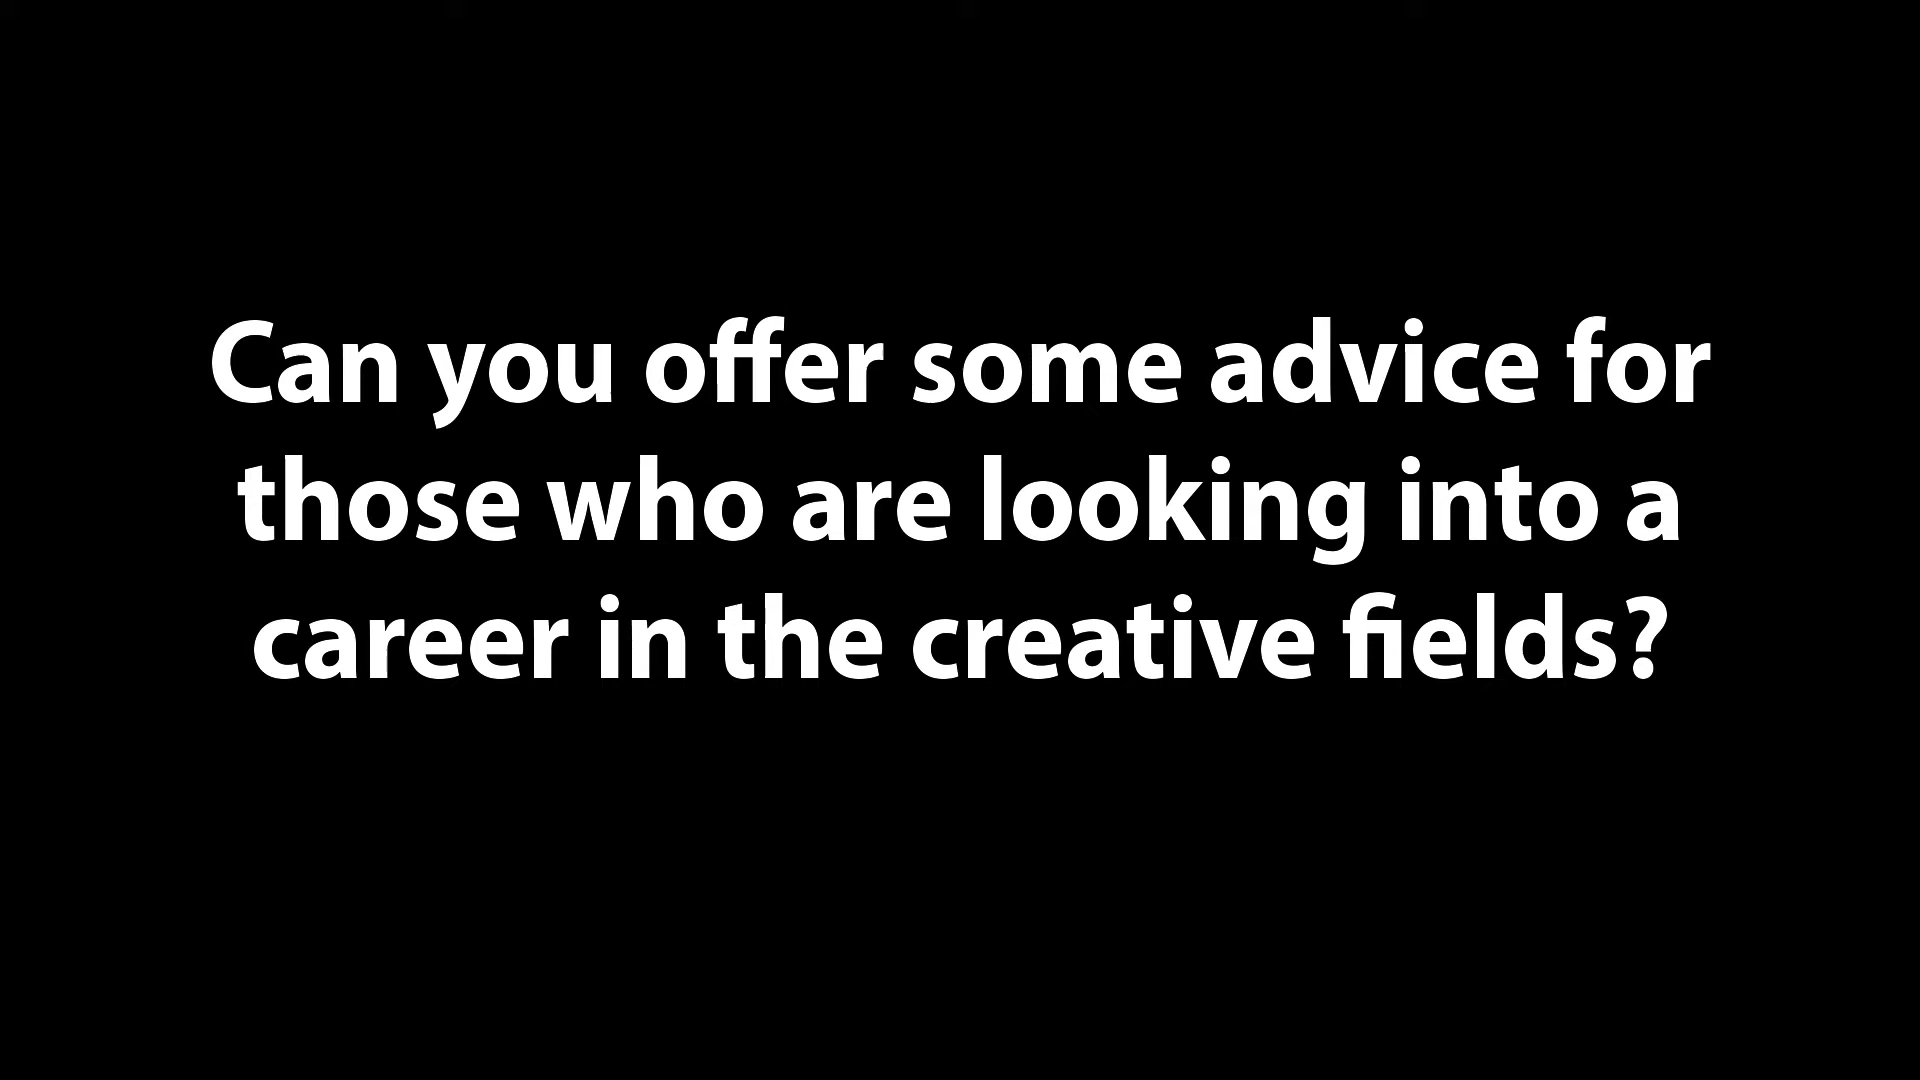 Can you offer some advice for
those who are looking into a
career in the creative fields?